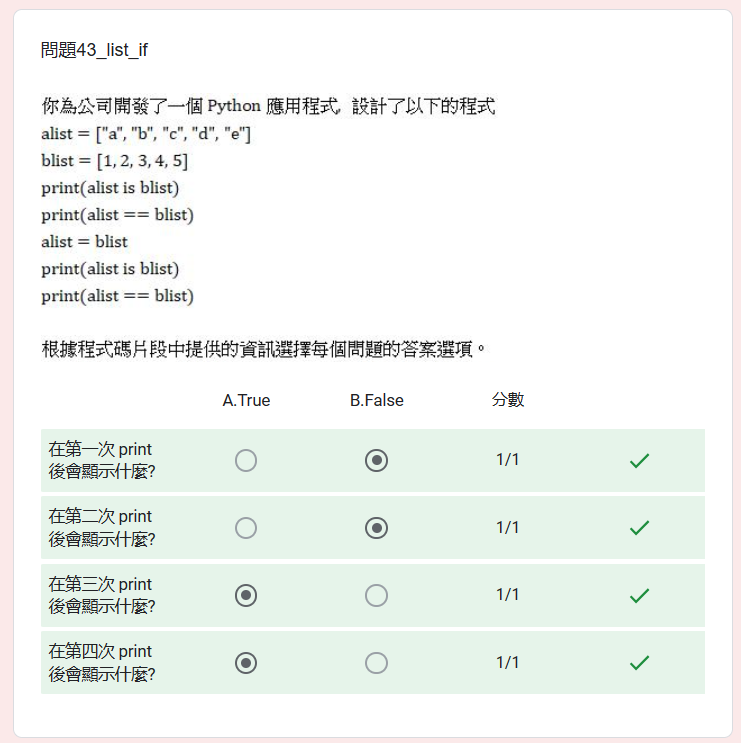 問題43_list_if
你為公司開發了一個 Python 應用程式, 設計了以下的程式
alist = ["a", "b", "c", "d", "e"]
blist = [1, 2, 3, 4, 5]
print(alist is blist)
print(alist == blist)
alist = blist
print(alist is blist)
print(alist == blist)
根據程式碼片段中提供的資訊選擇每個問題的答案選項。
A.True B.False 分數
在第一次 print
後會顯示什麼? 1/1
在第二次 print
後會顯示什麼? 1/1
在第三次 print
後會顯示什麼? 1/1
在第四次 print
後會顯示什麼? 1/1